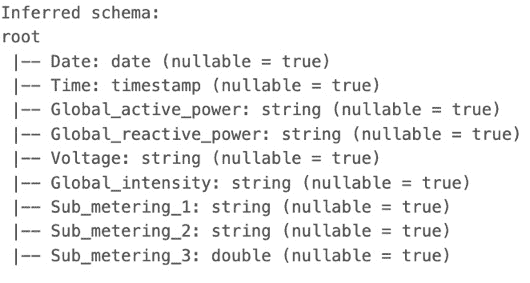 Inferred schema:
root
 |-- Date: date (nullable = true)
 |-- Time: timestamp (nullable = true)
 |-- Global_active_power: string (nullable = true)
 |-- Global_reactive_power: string (nullable = true)
 |-- Voltage: string (nullable = true)
 |-- Global_intensity: string (nullable = true)
 |-- Sub_metering_1: string (nullable = true)
 |-- Sub_metering_2: string (nullable = true)
 |-- Sub_metering_3: double (nullable = true)